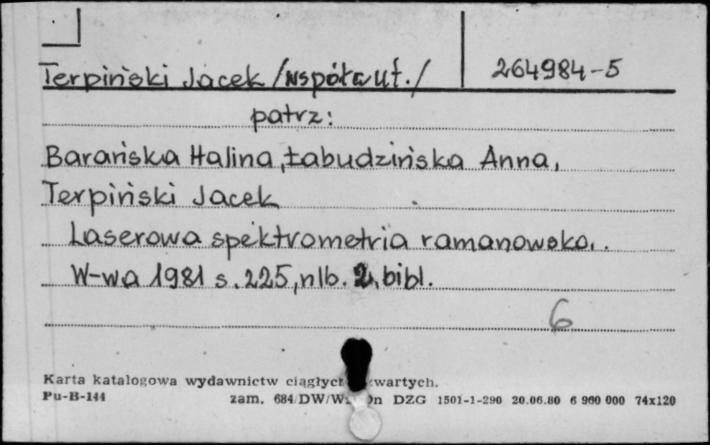 Terpiński Jacek /współaut./ 264984-5
patrz:
Barańska Halina, Łabudzińska Anna,
Terpiński Jacek
Laserowa spektrometria ramanowska.
W-wa 1981 s. 225, nlb. 2, bibl.
6
Karta katalogowa wydawnictw ciągłych
Pu-B-144 zam. 684/DW/W DZG 1501-1-290 20.06.80 6 900 000 74x120